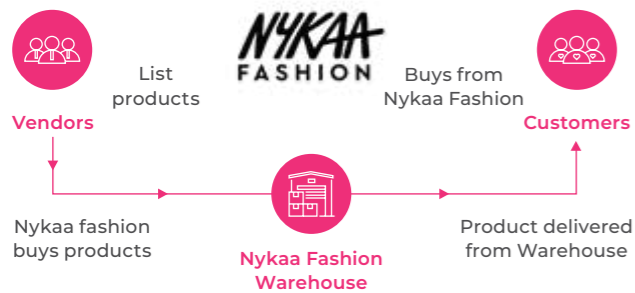 NYKAA
FASHION
List
products
Buys from
Nykaa Fashion
Vendors
Customers
Nykaa fashion
buys products
Product delivered
from Warehouse
Nykaa Fashion
Warehouse